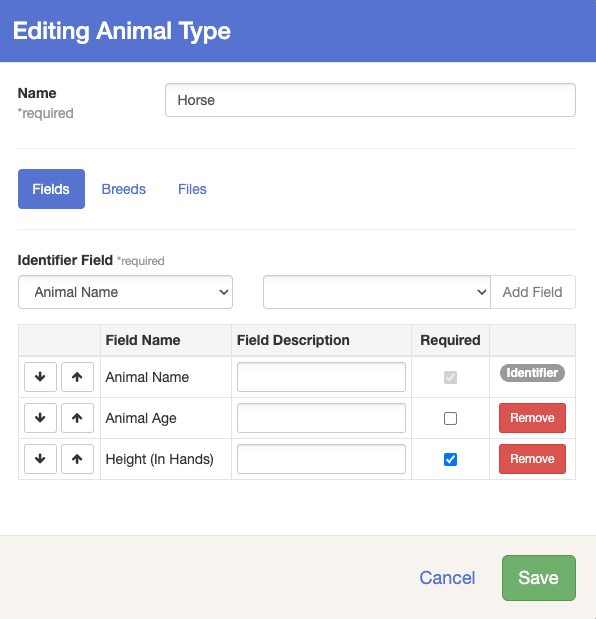 Editing Animal Type
Name
*required
Horse
Fields Breeds Files
Identifier Field *required
Animal Name Add Field
Field Name Field Description Required
Animal Name Identifier
Animal Age Remove
Height (In Hands) Remove
Cancel Save